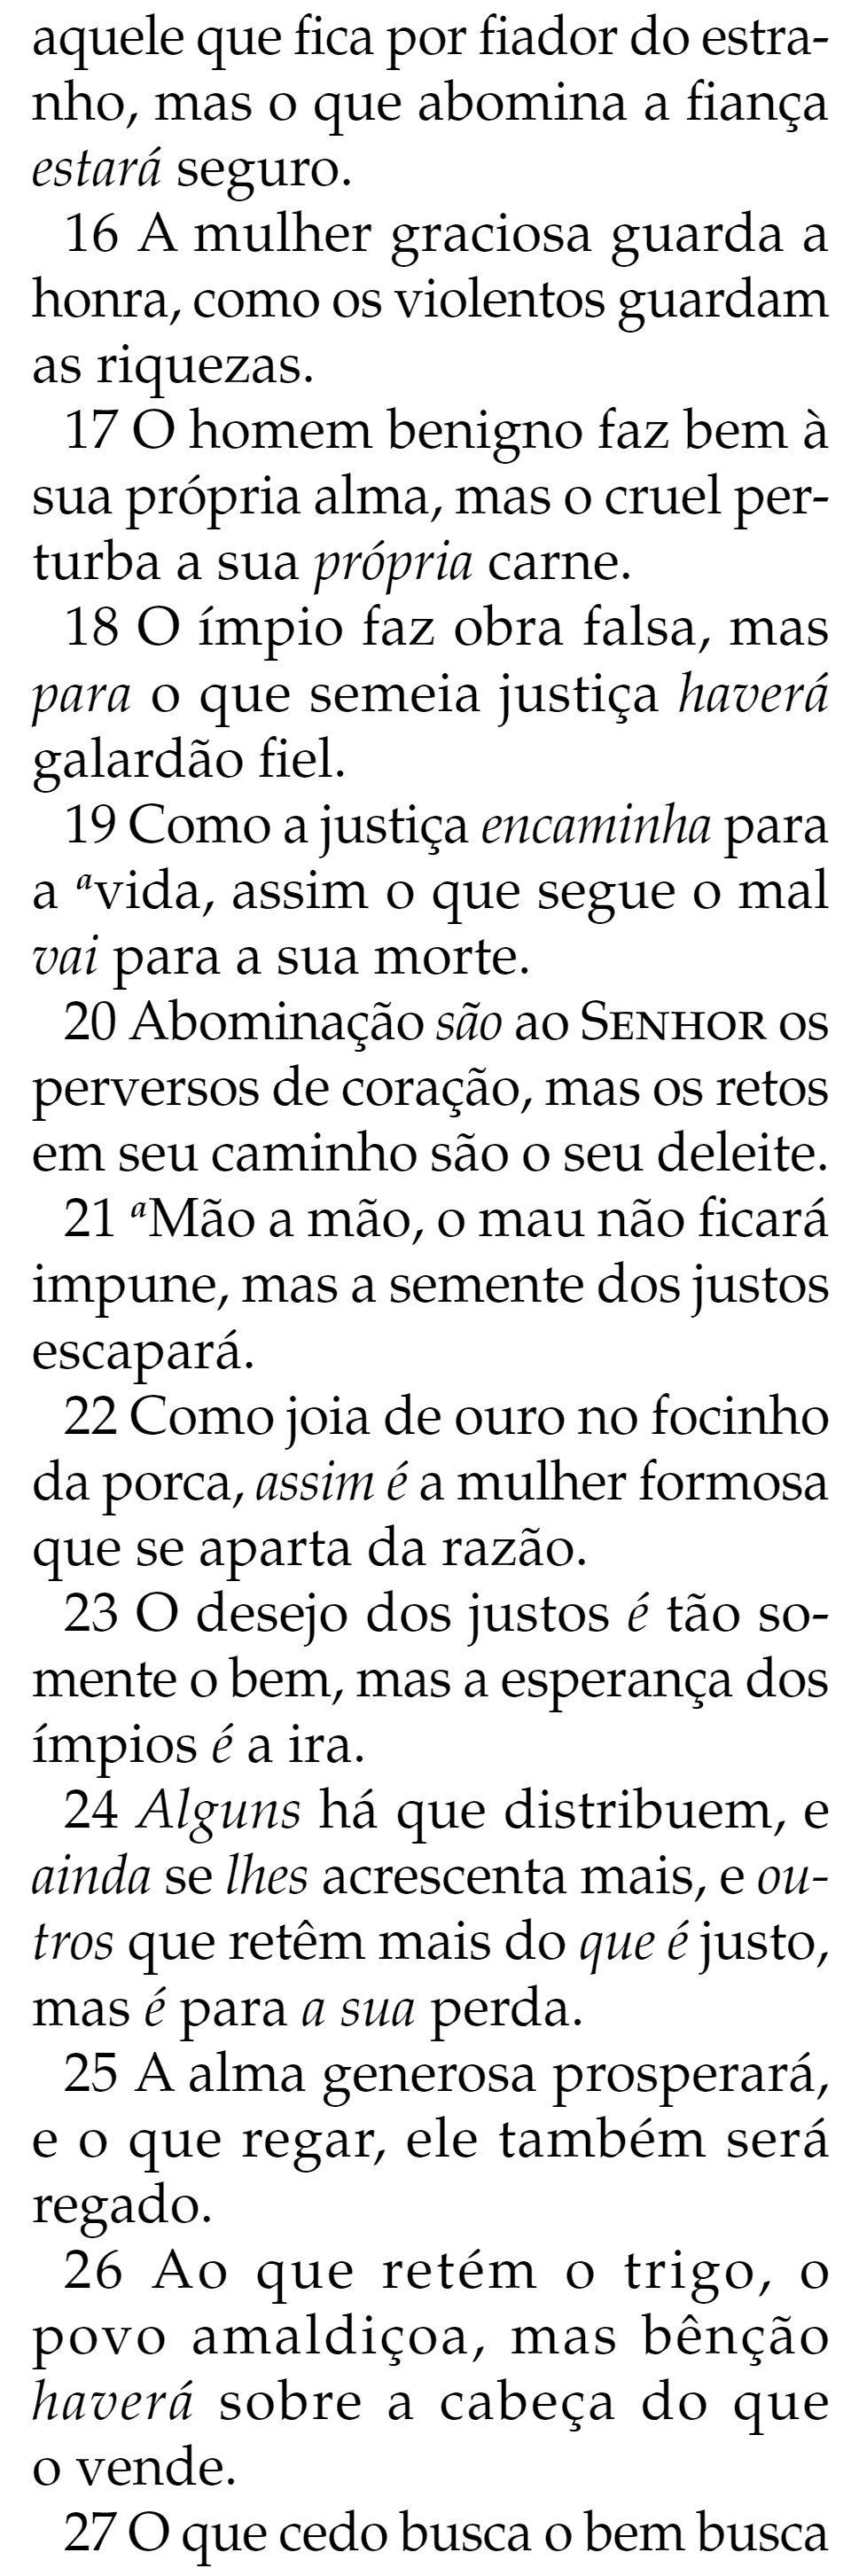 aquele que fica por fiador do estra-
nho, mas o que abomina a fiança
estará seguro.
16 A mulher graciosa guarda a
honra, como os violentos guardam
as riquezas.
17 O homem benigno faz bem à
sua própria alma, mas o cruel per-
turba a sua própria carne.
18 O ímpio faz obra falsa, mas
para o que semeia justiça haverá
galardão fiel.
19 Como a justiça encaminha para
a ᵃvida, assim o que segue o mal
vai para a sua morte.
20 Abominação são ao SENHOR os
perversos de coração, mas os retos
em seu caminho são o seu deleite.
21 ᵃMão a mão, o mau não ficará
impune, mas a semente dos justos
escapará.
22 Como joia de ouro no focinho
da porca, assim é a mulher formosa
que se aparta da razão.
23 O desejo dos justos é tão so-
mente o bem, mas a esperança dos
ímpios é a ira.
24 Alguns há que distribuem, e
ainda se lhes acrescenta mais, e ou-
tros que retêm mais do que é justo,
mas é para a sua perda.
25 A alma generosa prosperará,
e o que regar, ele também será
regado.
26 Ao que retém o trigo, o
povo amaldiçoa, mas bênção
haverá sobre a cabeça do que
o vende.
27 O que cedo busca o bem busca